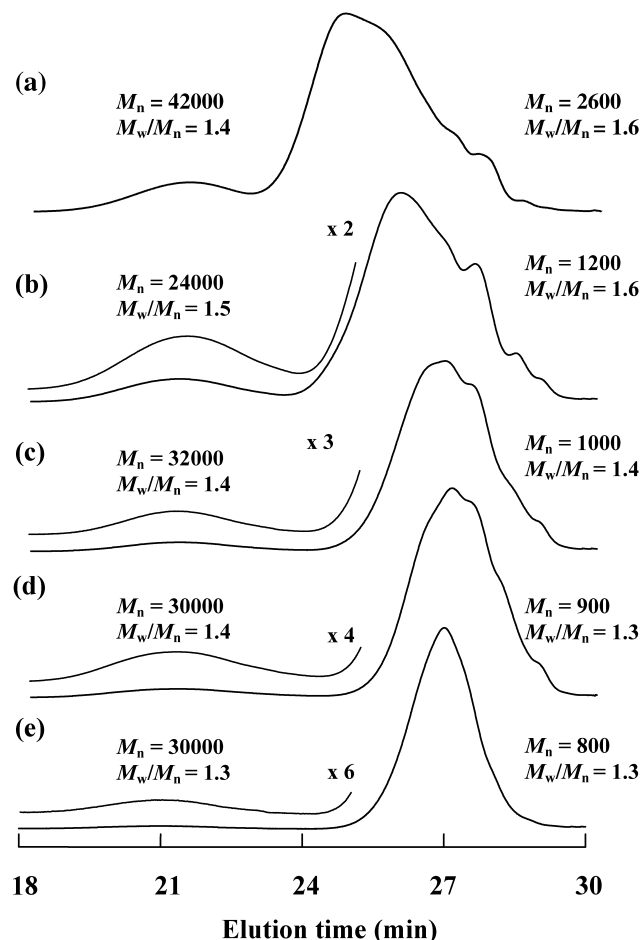 (a)
Mn = 42000
Mw/Mn = 1.4
Mn = 2600
Mw/Mn = 1.6
x 2
(b)
Mn = 24000
Mw/Mn = 1.5
Mn = 1200
Mw/Mn = 1.6
x 3
(c)
Mn = 32000
Mw/Mn = 1.4
Mn = 1000
Mw/Mn = 1.4
(d)
Mn = 30000
Mw/Mn = 1.4
x 4
Mn = 900
Mw/Mn = 1.3
(e)
Mn = 30000
Mw/Mn = 1.3
x 6
Mn = 800
Mw/Mn = 1.3
18 21 24 27 30
Elution time (min)